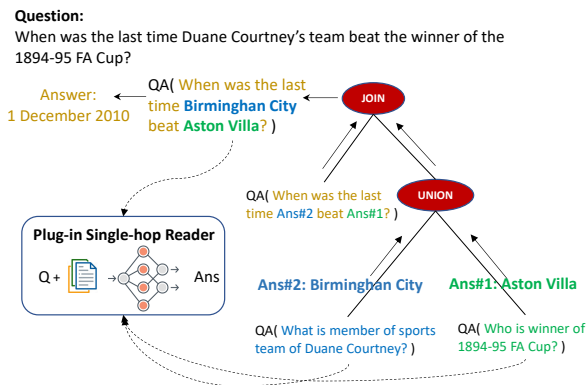 Question:
When was the last time Duane Courtney's team beat the winner of the
1894-95 FA Cup?
Answer:
1 December 2010
QA( When was the last
time Birminghan City
beat Aston Villa? )
JOIN
QA( When was the last
time Ans#2 beat Ans#1? )
UNION
Plug-in Single-hop Reader
Q +
Ans
Ans#2: Birminghan City
Ans#1: Aston Villa
QA( What is member of sports
team of Duane Courtney? )
QA( Who is winner of
1894-95 FA Cup? )